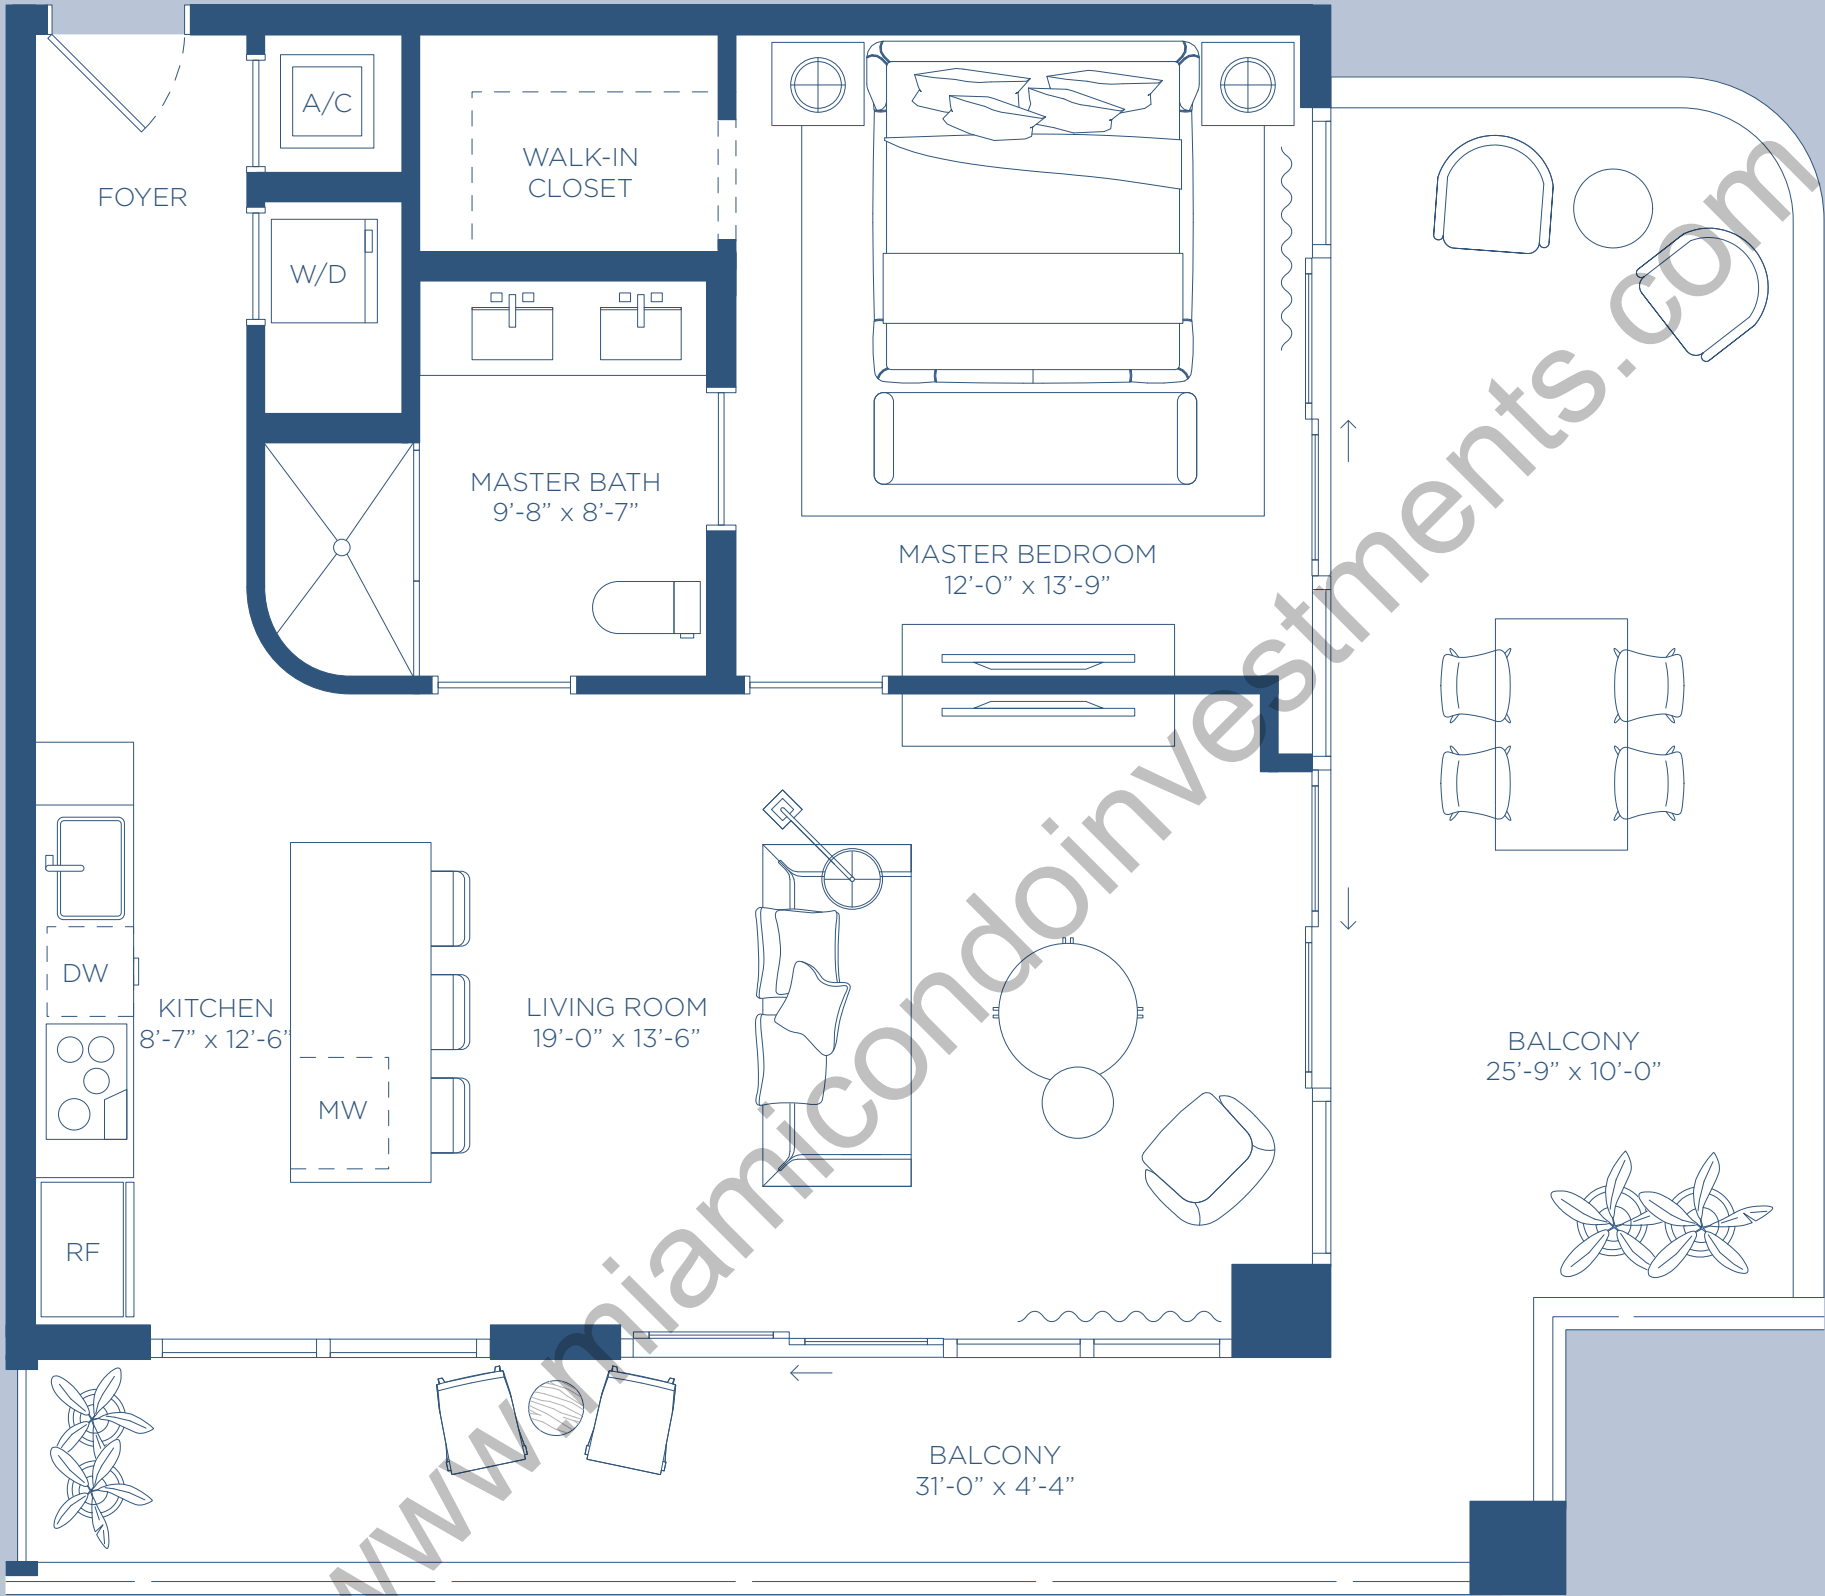 A/C
FOYER
WALK-IN
CLOSET
W/D
MASTER BATH
9'-8" x 8'-7"
MASTER BEDROOM
12'-0" x 13'-9"
DW
KITCHEN
8'-7" x 12'-6"
LIVING ROOM
19'-0" x 13'-6"
MW
RF
BALCONY
25'-9" x 10'-0"
BALCONY
31'-0" x 4'-4"
www.miamicondoinvestments.com